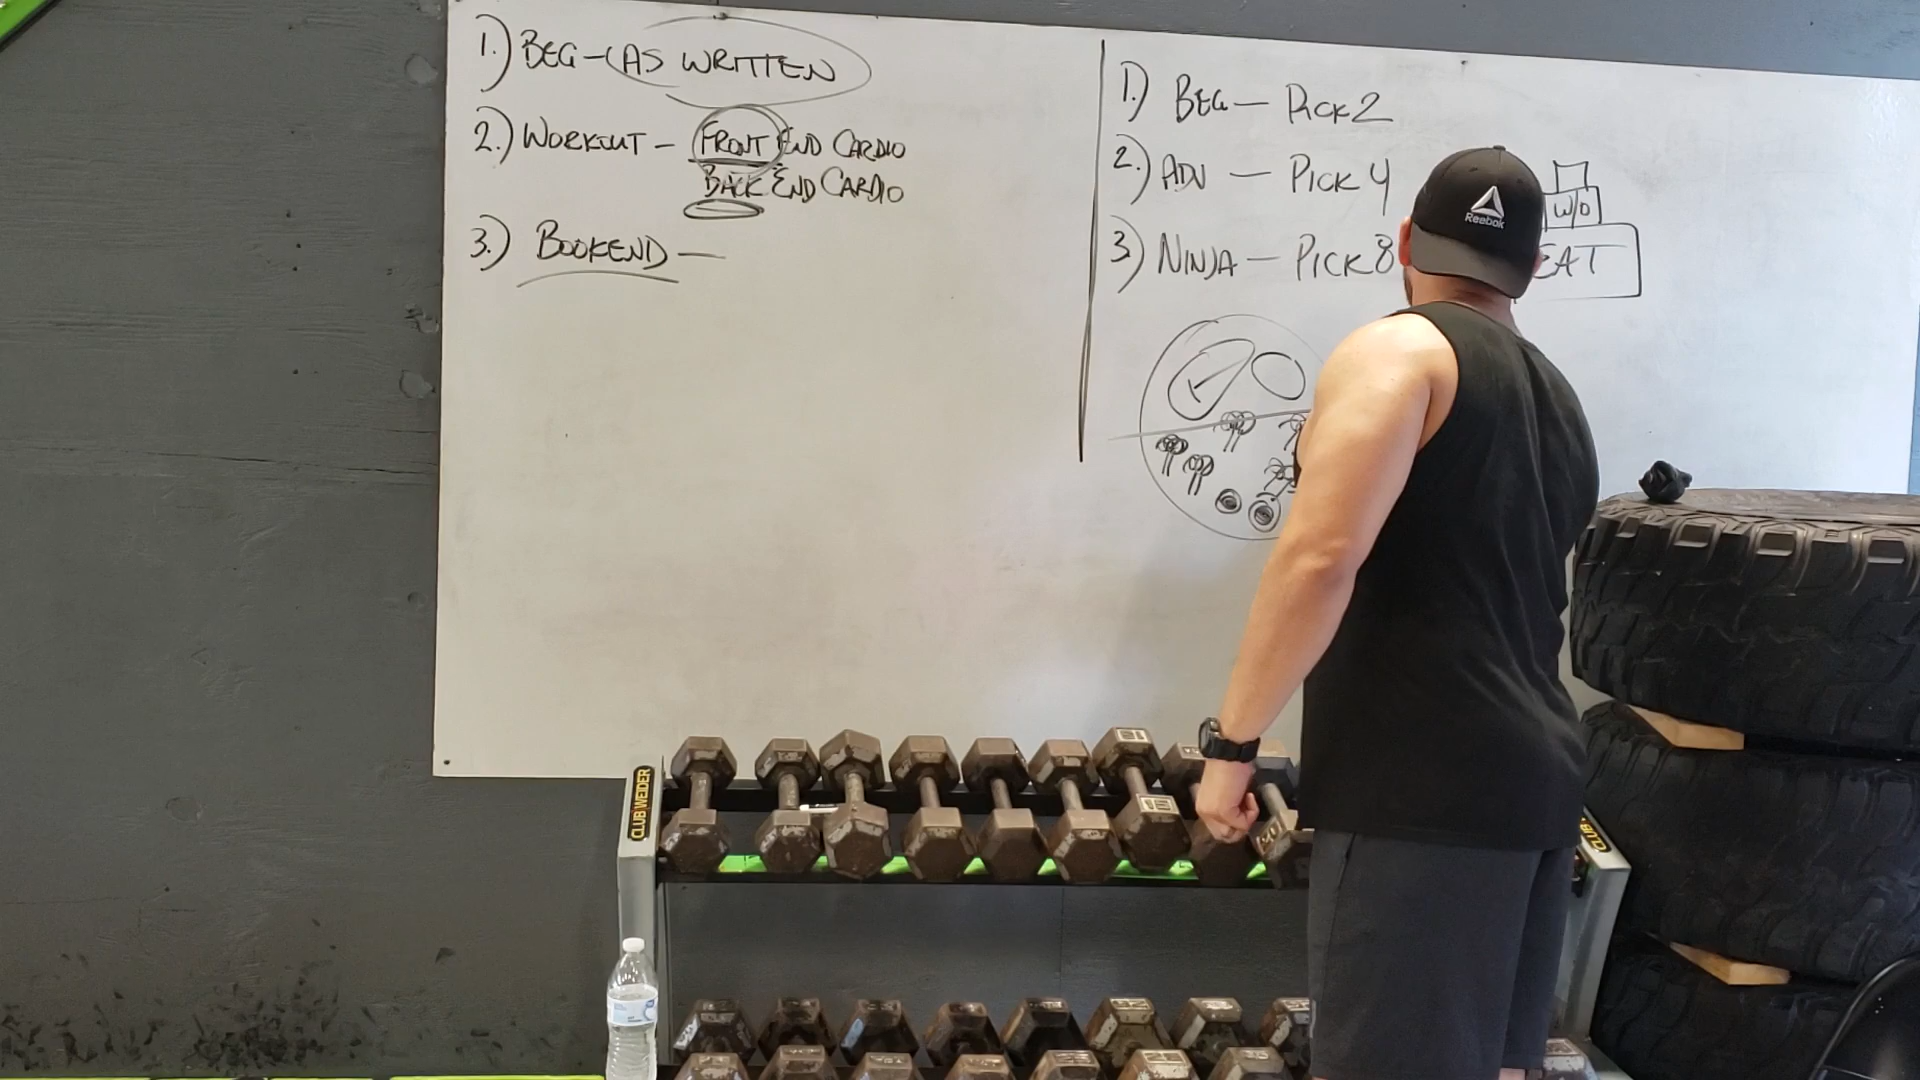 1.) BEG - (AS WRITTEN
2.) WORKOUT - FRONT END CARDIO
BACK END CARDIO
3.) BOOKEND -
1.) BEG - PICK 2
2.) ADV - PICK 4
3) NINJA - PICK 8
W/O
EAT
Reebok
CLUB WEIDER